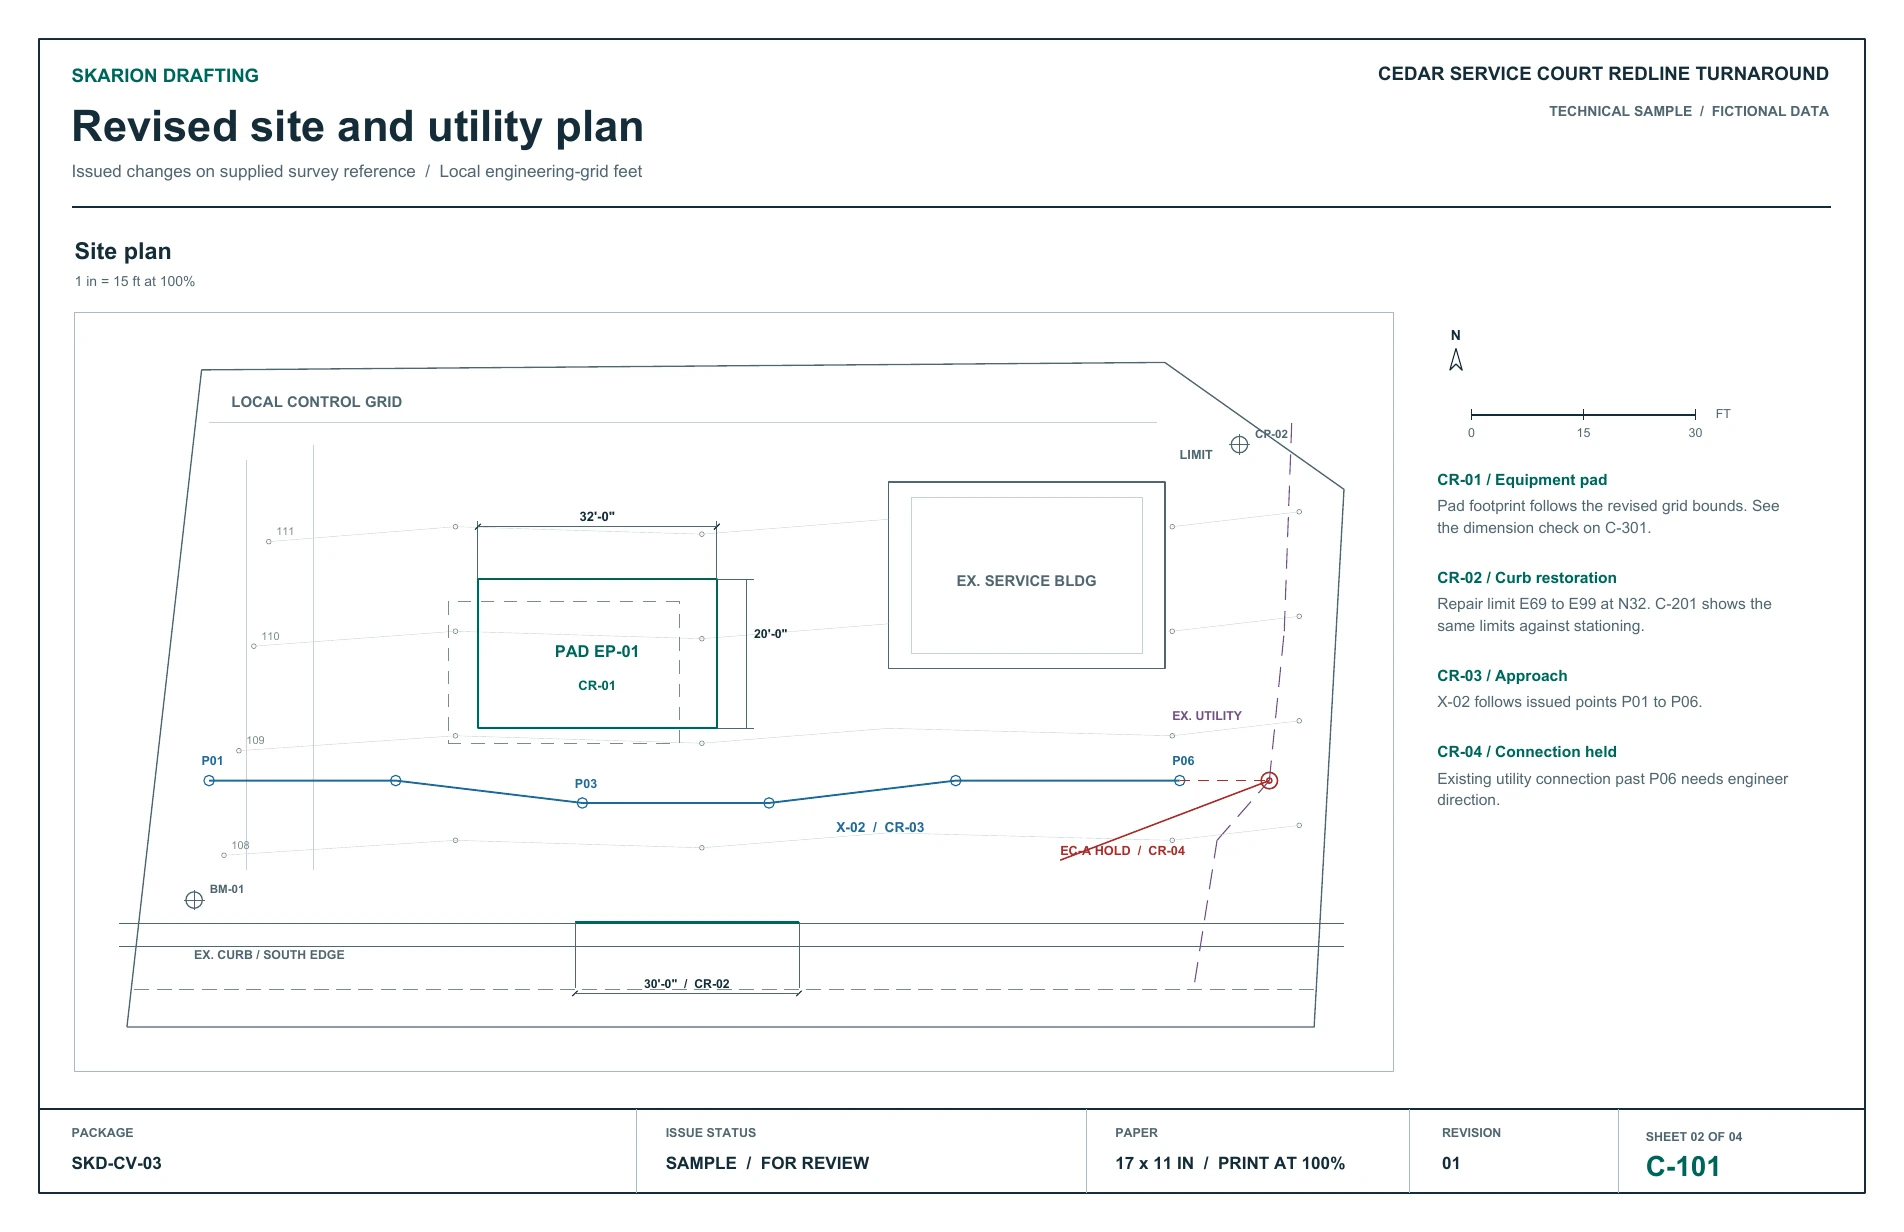 SKARION DRAFTING
CEDAR SERVICE COURT REDLINE TURNAROUND
Revised site and utility plan
TECHNICAL SAMPLE / FICTIONAL DATA
Issued changes on supplied survey reference / Local engineering-grid feet
Site plan
1 in = 15 ft at 100%
LOCAL CONTROL GRID
CP-02
LIMIT
32'-0"
111
EX. SERVICE BLDG
110
20'-0"
PAD EP-01
CR-01
EX. UTILITY
109
P01
P06
P03
X-02 / CR-03
108
EC-A HOLD / CR-04
BM-01
EX. CURB / SOUTH EDGE
30'-0" / CR-02
N
FT
0 15 30
CR-01 / Equipment pad
Pad footprint follows the revised grid bounds. See
the dimension check on C-301.
CR-02 / Curb restoration
Repair limit E69 to E99 at N32. C-201 shows the
same limits against stationing.
CR-03 / Approach
X-02 follows issued points P01 to P06.
CR-04 / Connection held
Existing utility connection past P06 needs engineer
direction.
PACKAGE
SKD-CV-03
ISSUE STATUS
SAMPLE / FOR REVIEW
PAPER
17 x 11 IN / PRINT AT 100%
REVISION
01
SHEET 02 OF 04
C-101